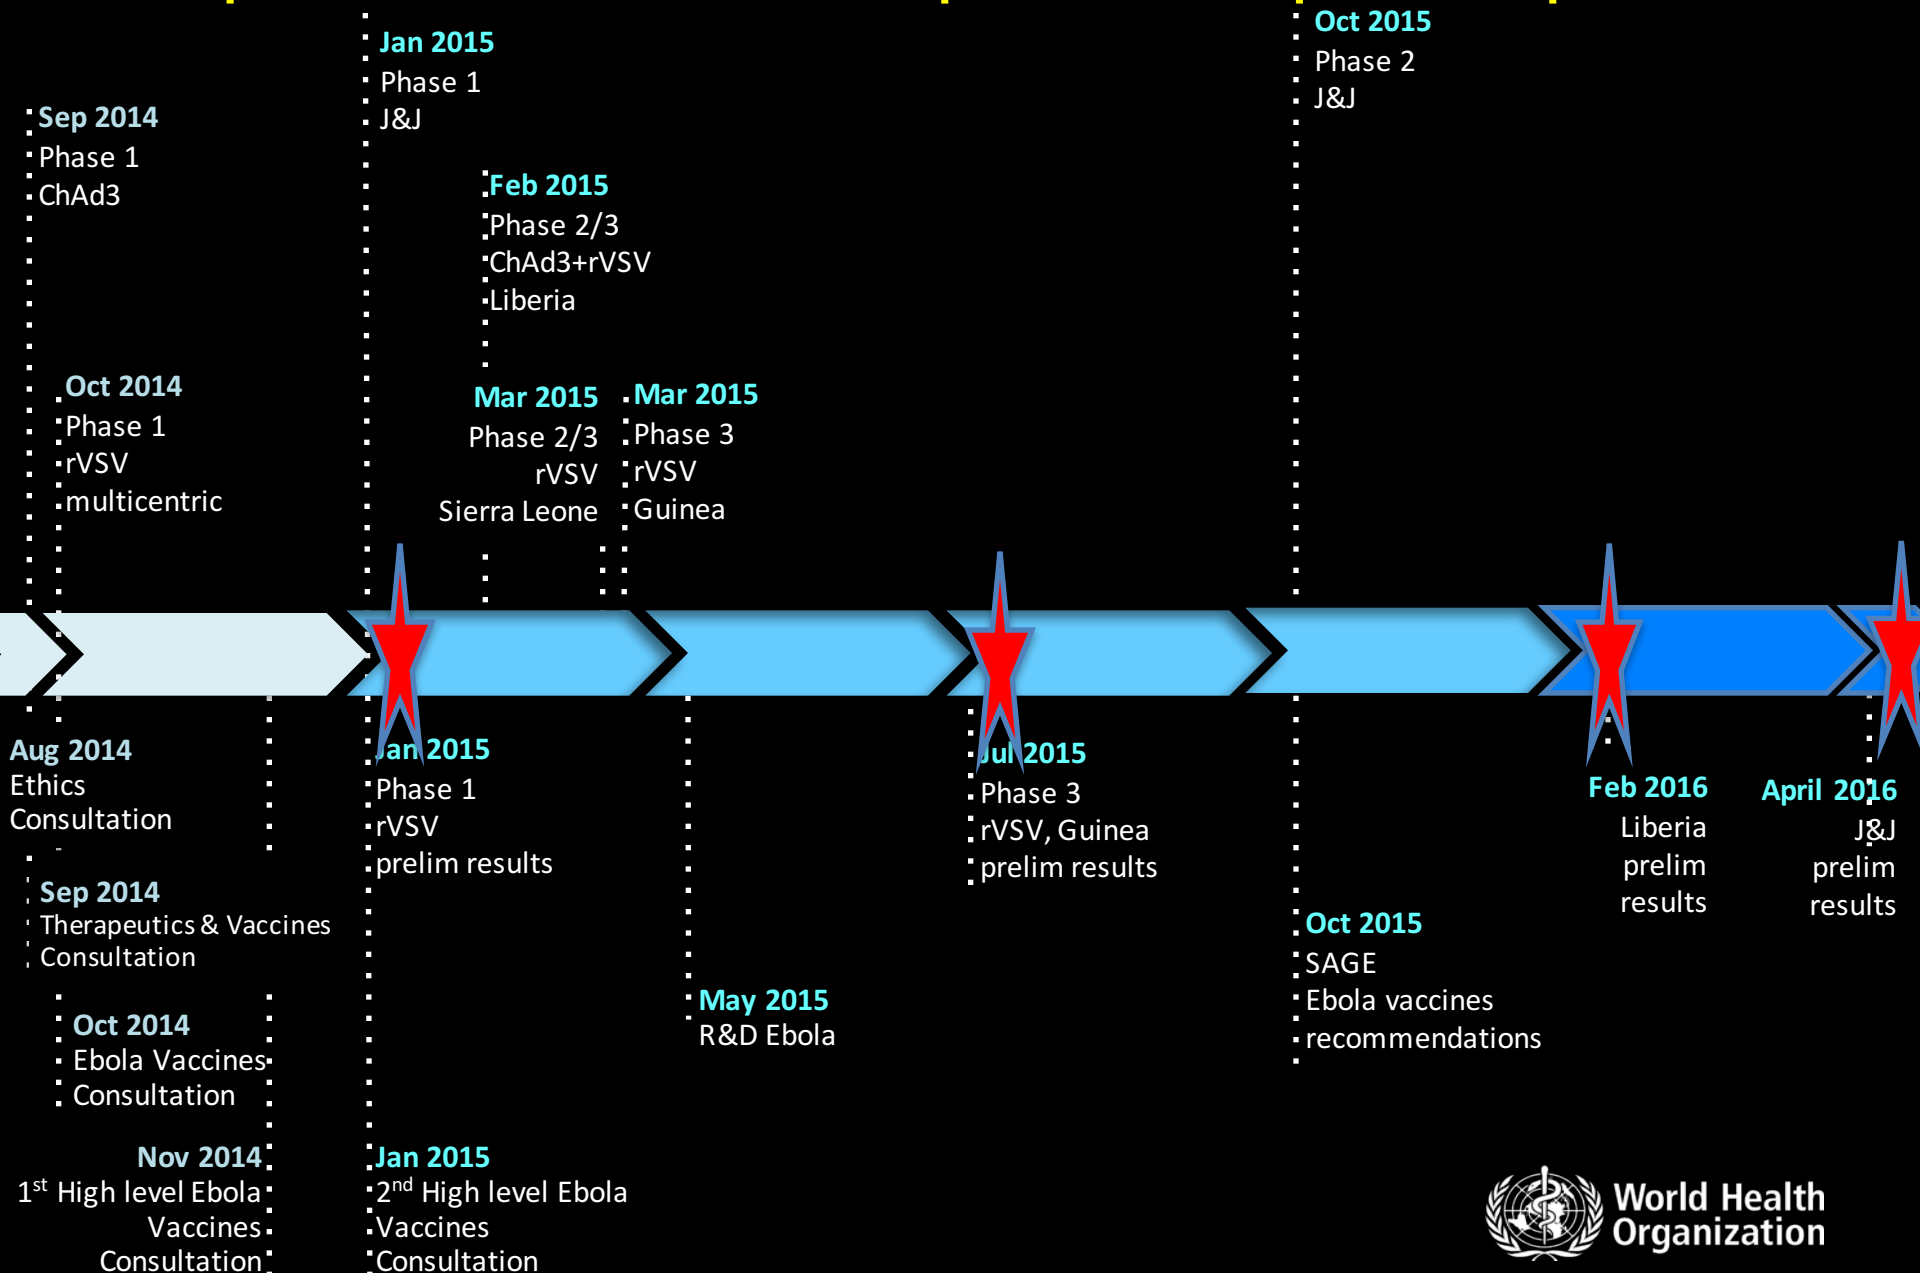 Jan 2015
Phase 1
J&J
Oct 2015
Phase 2
J&J
Sep 2014
Phase 1
ChAd3
Feb 2015
Phase 2/3
ChAd3+rVSV
Liberia
Oct 2014
Phase 1
rVSV
multicentric
Mar 2015
Phase 2/3
rVSV
Sierra Leone
Mar 2015
Phase 3
rVSV
Guinea
Aug 2014
Ethics
Consultation
Sep 2014
Therapeutics & Vaccines
Consultation
Oct 2014
Ebola Vaccines
Consultation
Nov 2014
1st High level Ebola
Vaccines
Consultation
Jan 2015
Phase 1
rVSV
prelim results
Jan 2015
2nd High level Ebola
Vaccines
Consultation
May 2015
R&D Ebola
Jul 2015
Phase 3
rVSV, Guinea
prelim results
Oct 2015
SAGE
Ebola vaccines
recommendations
Feb 2016
Liberia
prelim
results
April 2016
J&J
prelim
results
World Health
Organization